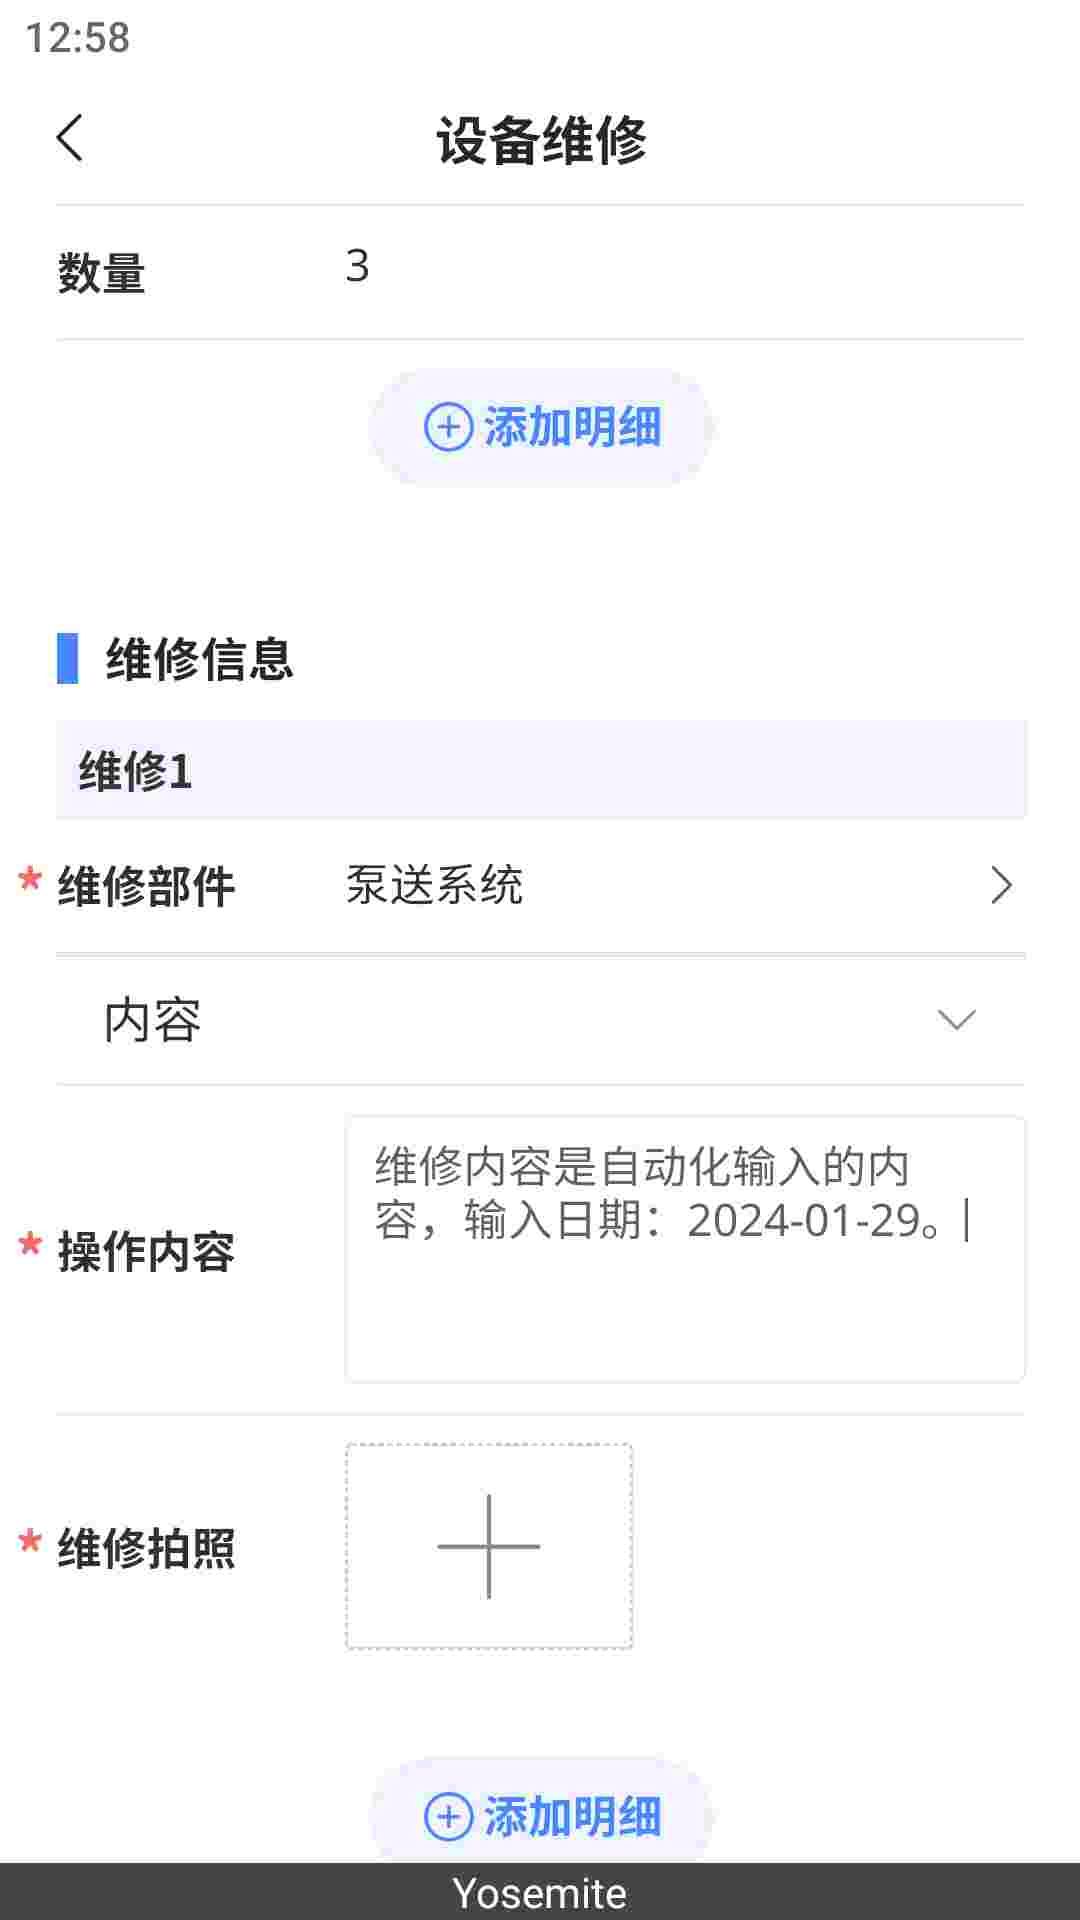 12:58
设备维修
数量 3
添加明细
维修信息
维修1
* 维修部件 泵送系统
内容
维修内容是自动化输入的内
容，输入日期：2024-01-29。
* 操作内容
* 维修拍照
添加明细
Yosemite